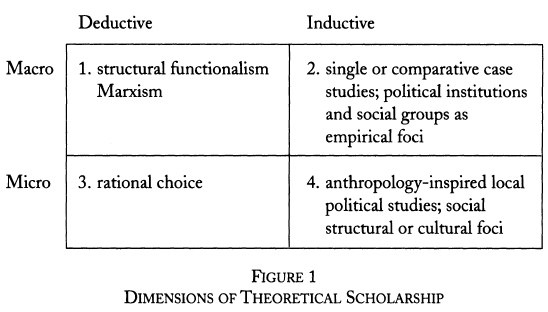 Deductive
Inductive
Macro
1. structural functionalism
Marxism
2. single or comparative case
studies; political institutions
and social groups as
empirical foci
Micro
3. rational choice
4. anthropology-inspired local
political studies; social
structural or cultural foci
FIGURE 1
DIMENSIONS OF THEORETICAL SCHOLARSHIP